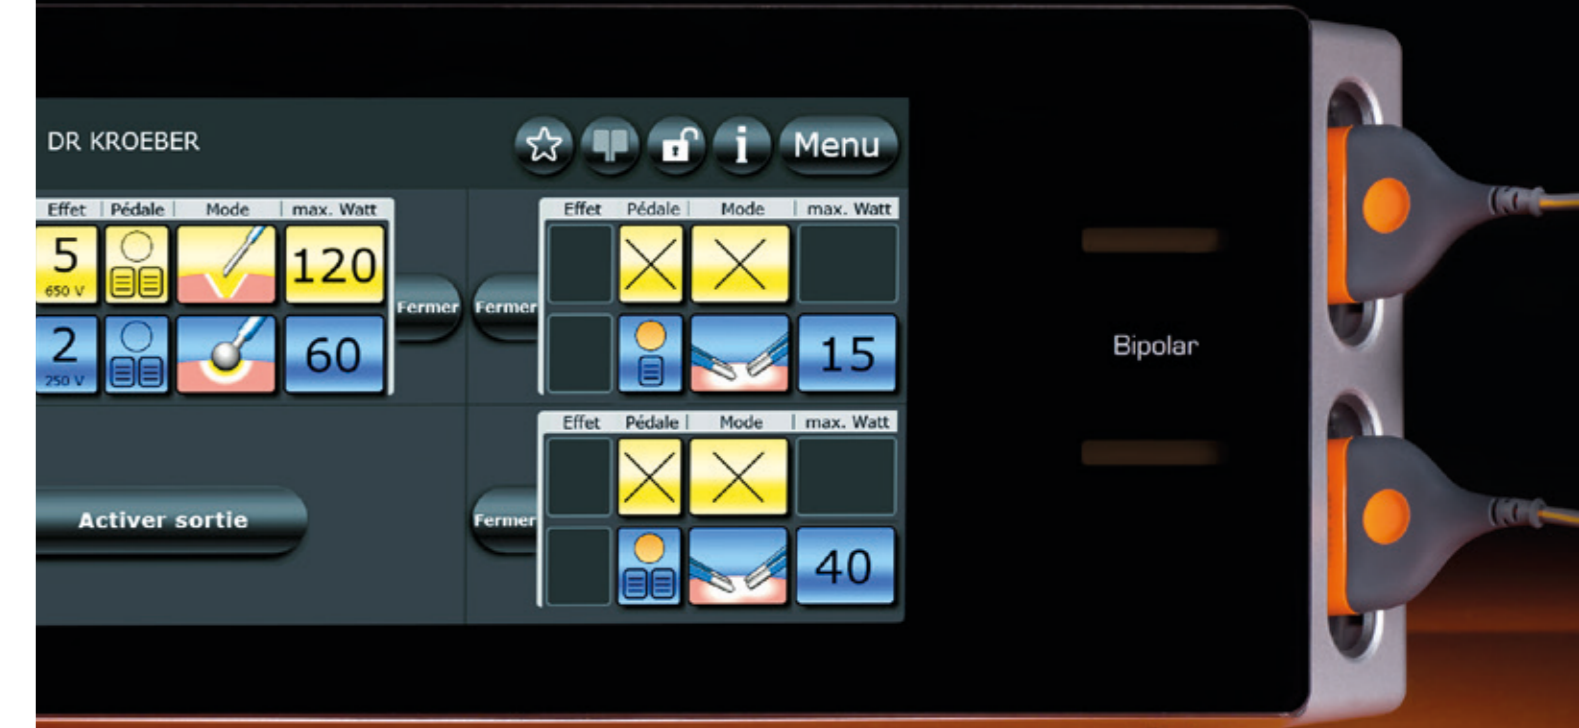 DR KROEBER
Menu
Effet Pédale Mode max. Watt
5 120
650 V
Fermer
2 60
250 V
Effet Pédale Mode max. Watt
Fermer
15
Activer sortie
Effet Pédale Mode max. Watt
Fermer
40
Bipolar